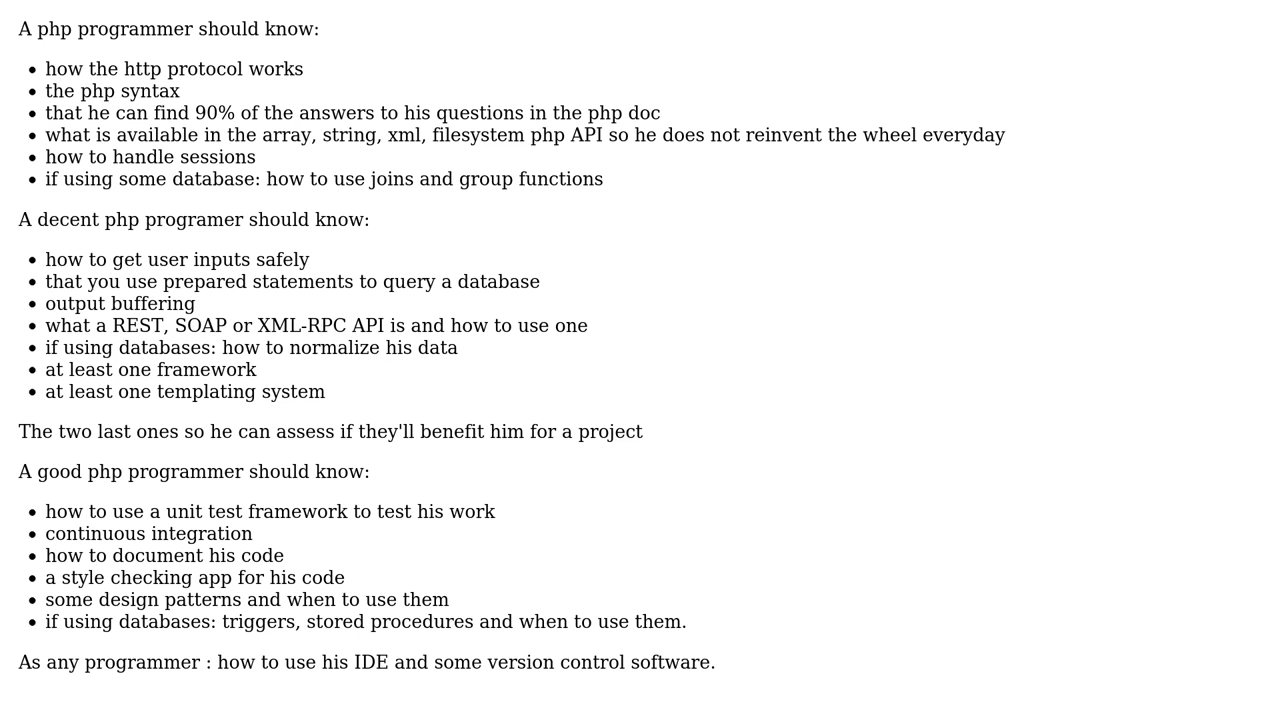 A php programmer should know:
• how the http protocol works
• the php syntax
• that he can find 90% of the answers to his questions in the php doc
• what is available in the array, string, xml, filesystem php API so he does not reinvent the wheel everyday
• how to handle sessions
• if using some database: how to use joins and group functions
A decent php programer should know:
• how to get user inputs safely
• that you use prepared statements to query a database
• output buffering
• what a REST, SOAP or XML-RPC API is and how to use one
• if using databases: how to normalize his data
• at least one framework
• at least one templating system
The two last ones so he can assess if they'll benefit him for a project
A good php programmer should know:
• how to use a unit test framework to test his work
• continuous integration
• how to document his code
• a style checking app for his code
• some design patterns and when to use them
• if using databases: triggers, stored procedures and when to use them.
As any programmer : how to use his IDE and some version control software.